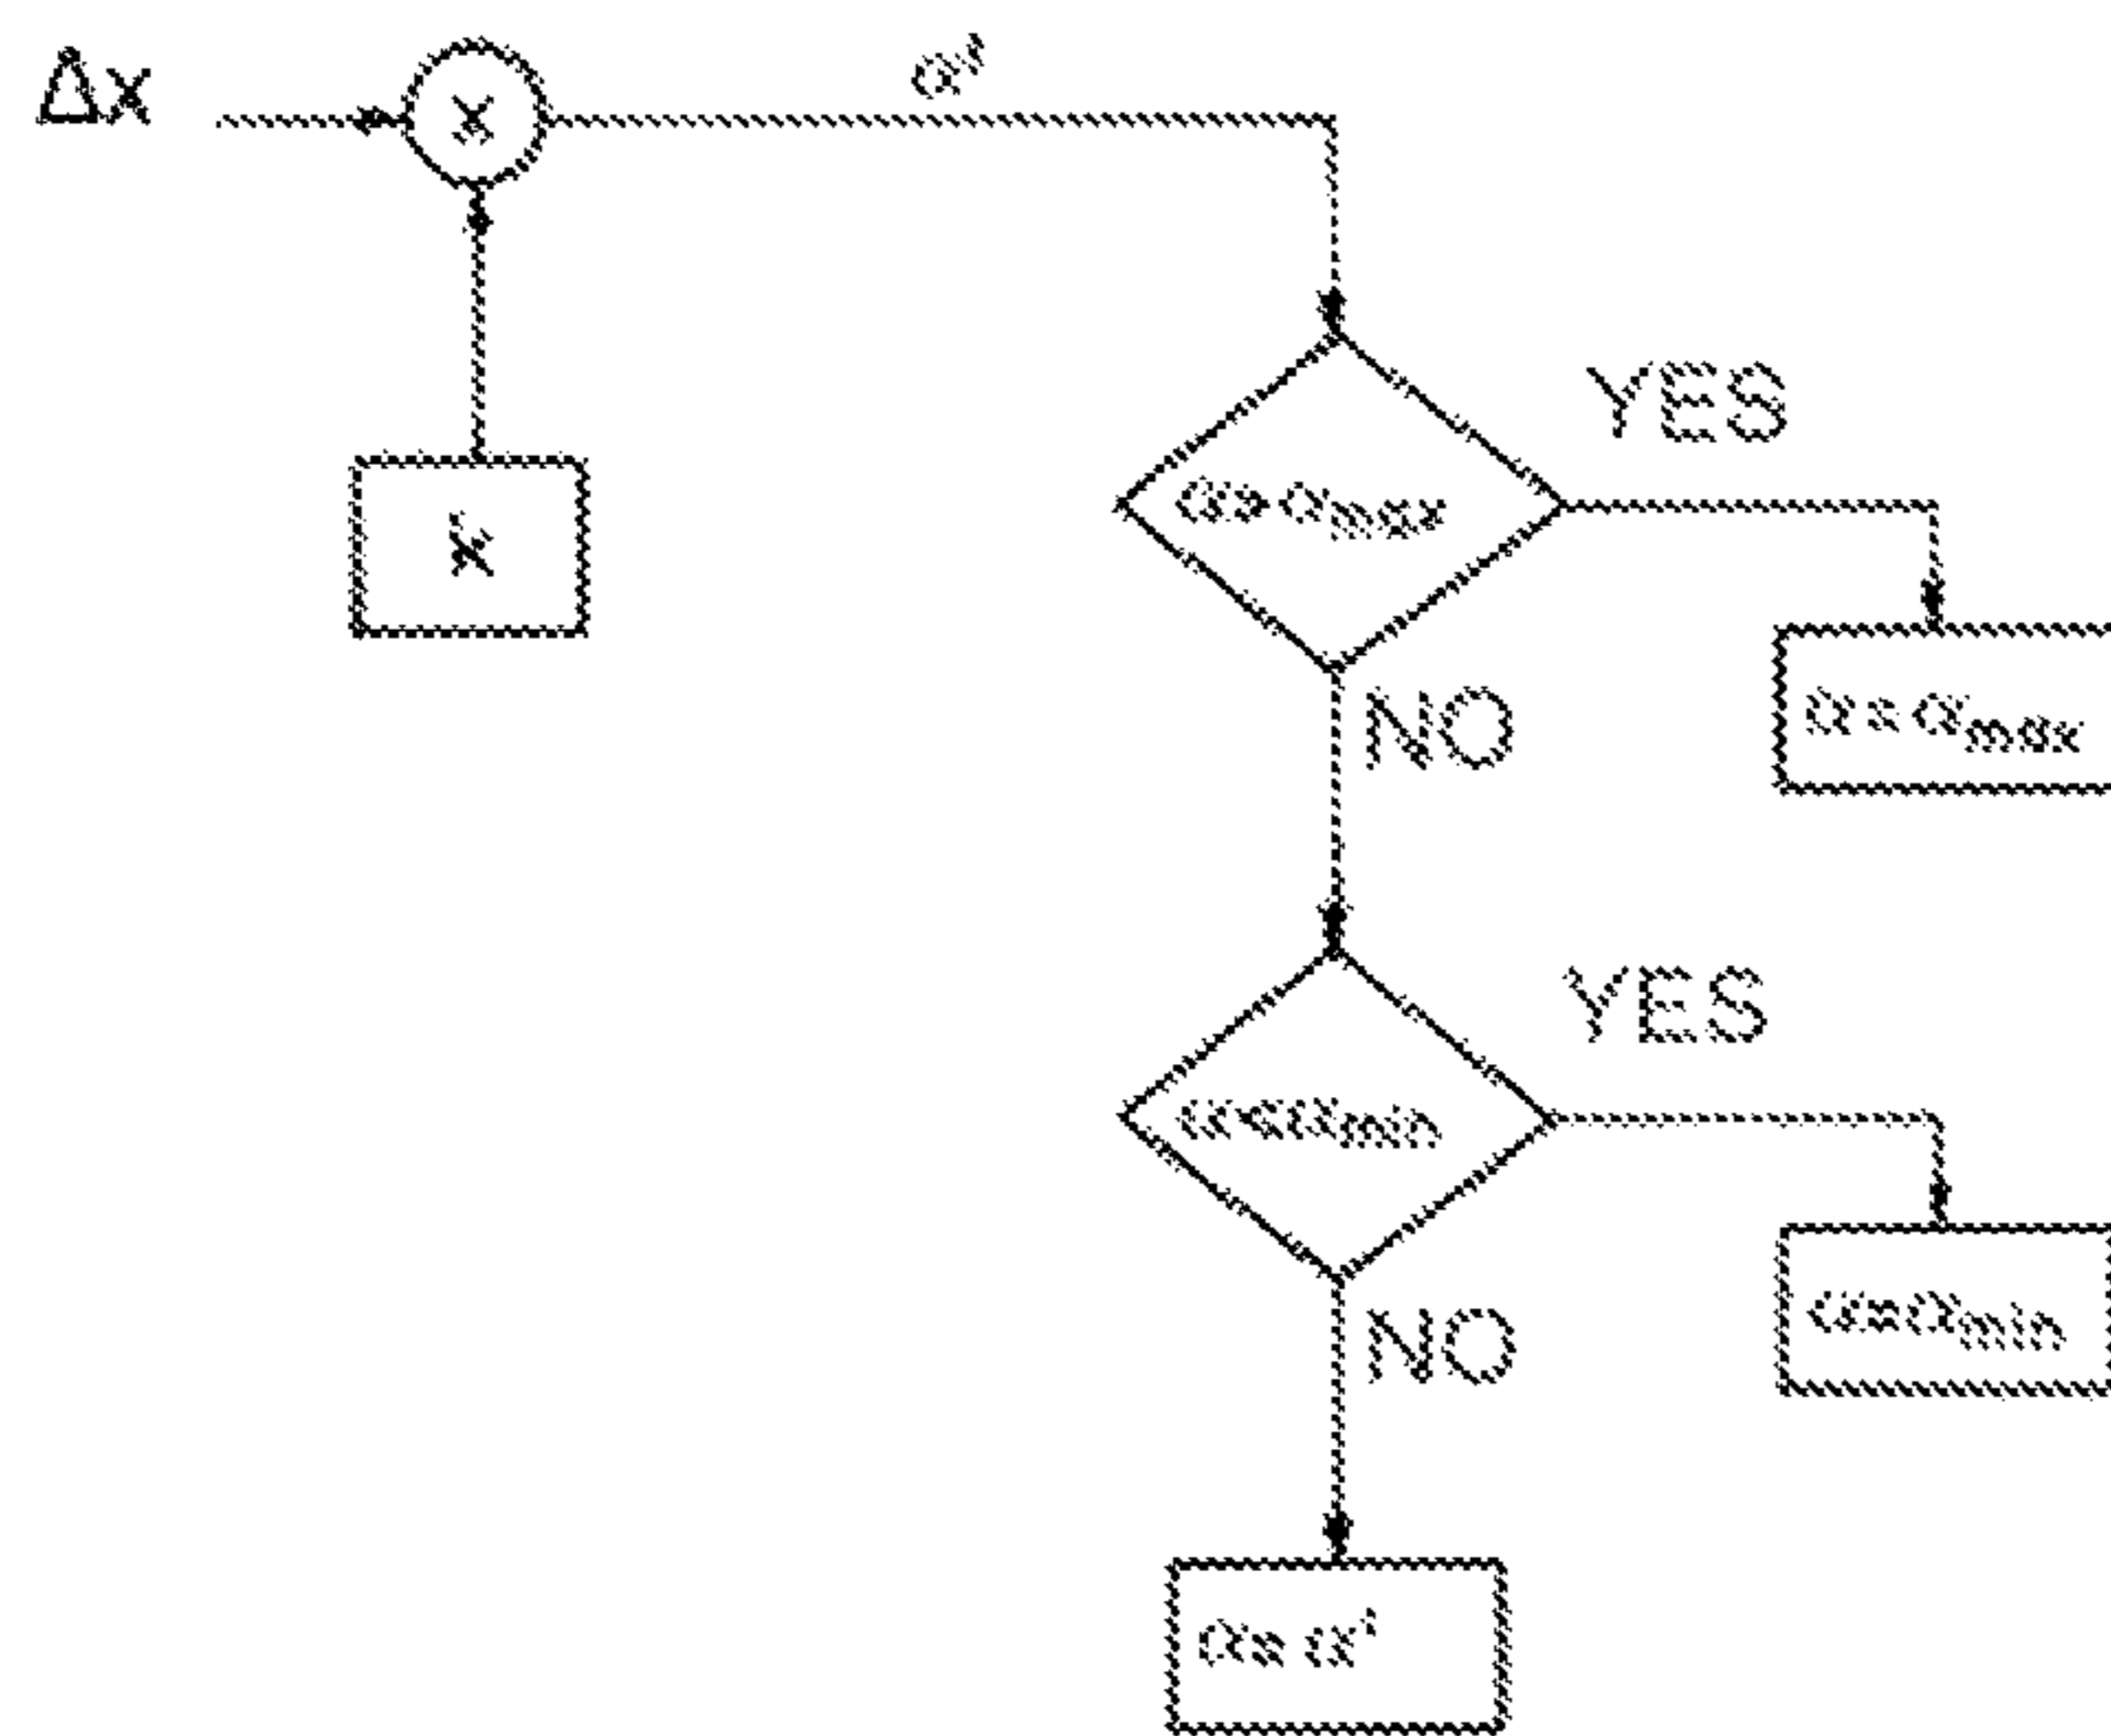 Δx
x
α'
k
α>αmax
YES
α=αmax
NO
α<αmin
YES
α=αmin
NO
α=α'